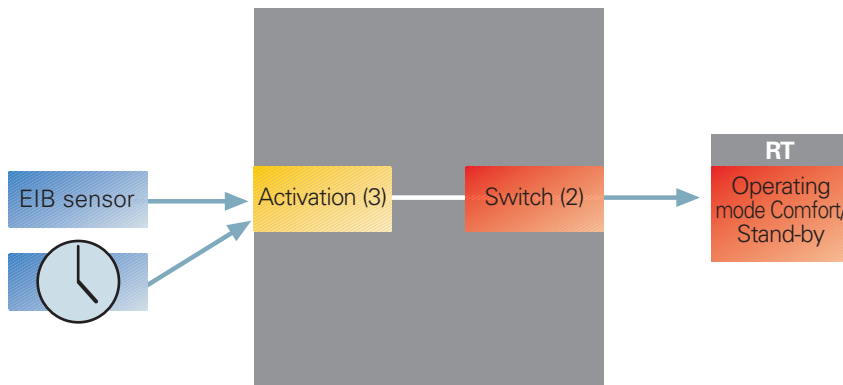 EIB sensor
Activation (3)
Switch (2)
RT
Operating
mode Comfort/
Stand-by